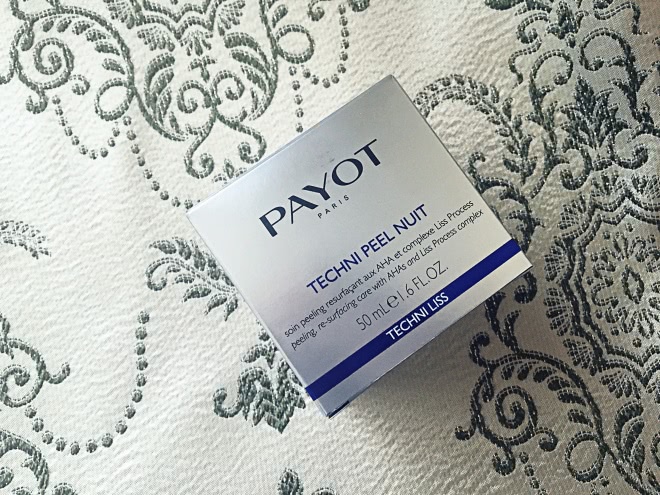 PAYOT
PARIS
TECHNI PEEL NUIT
soin peeling resurfaçant aux AHA et complexe Liss Process
peeling, re-surfacing care with AHAs and Liss Process complex
50 mL e 1.6 FL.OZ.
TECHNI LISS